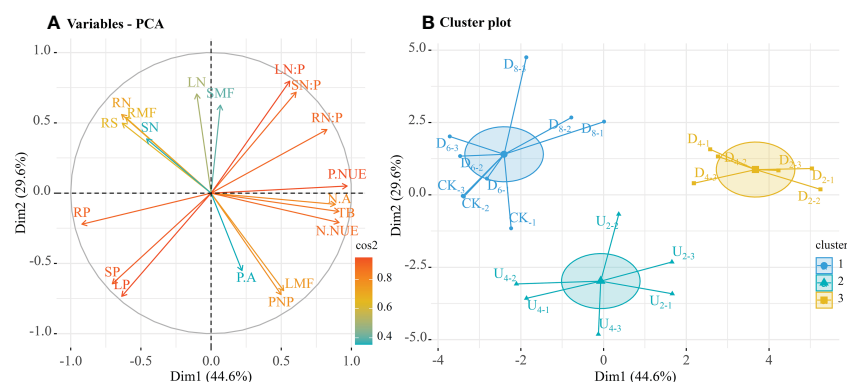 A Variables - PCA
1.0
0.5
0.0
-0.5
-1.0
Dim2 (29.6%)
-1.0
-0.5
0.0
0.5
1.0
Dim1 (44.6%)
LN
SMF
LN:P
SN:P
RN:P
RN
RMF
RS
SN
P.NUE
N.A
TB
N.NUE
RP
SP
LP
P.A
LMF
PNP
cos2
0.8
0.6
0.4
B Cluster plot
5.0
2.5
0.0
-2.5
-5.0
Dim2 (29.6%)
-4
-2
0
2
4
Dim1 (44.6%)
D8-3
D8-2
D8-1
D6-3
D6-2
D6-
CK-3
CK-2
CK-1
D4-1
D4-2
D2-1
D2-2
U2-2
U2-3
U2-1
U4-2
U4-1
U4-3
cluster
1
2
3